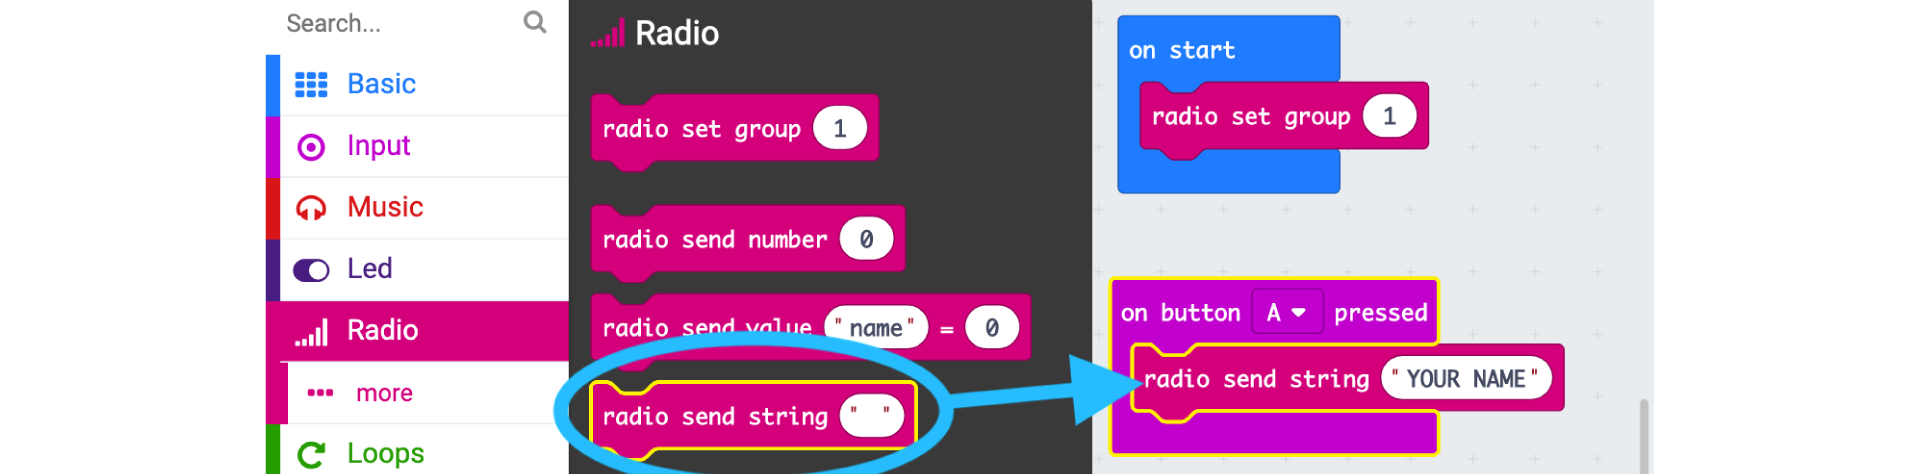 Search...
Basic
Input
Music
Led
Radio
more
Loops
Radio
radio set group 1
radio send number 0
radio send value "name" = 0
radio send string " "
on start
radio set group 1
on button A pressed
radio send string "YOUR NAME"